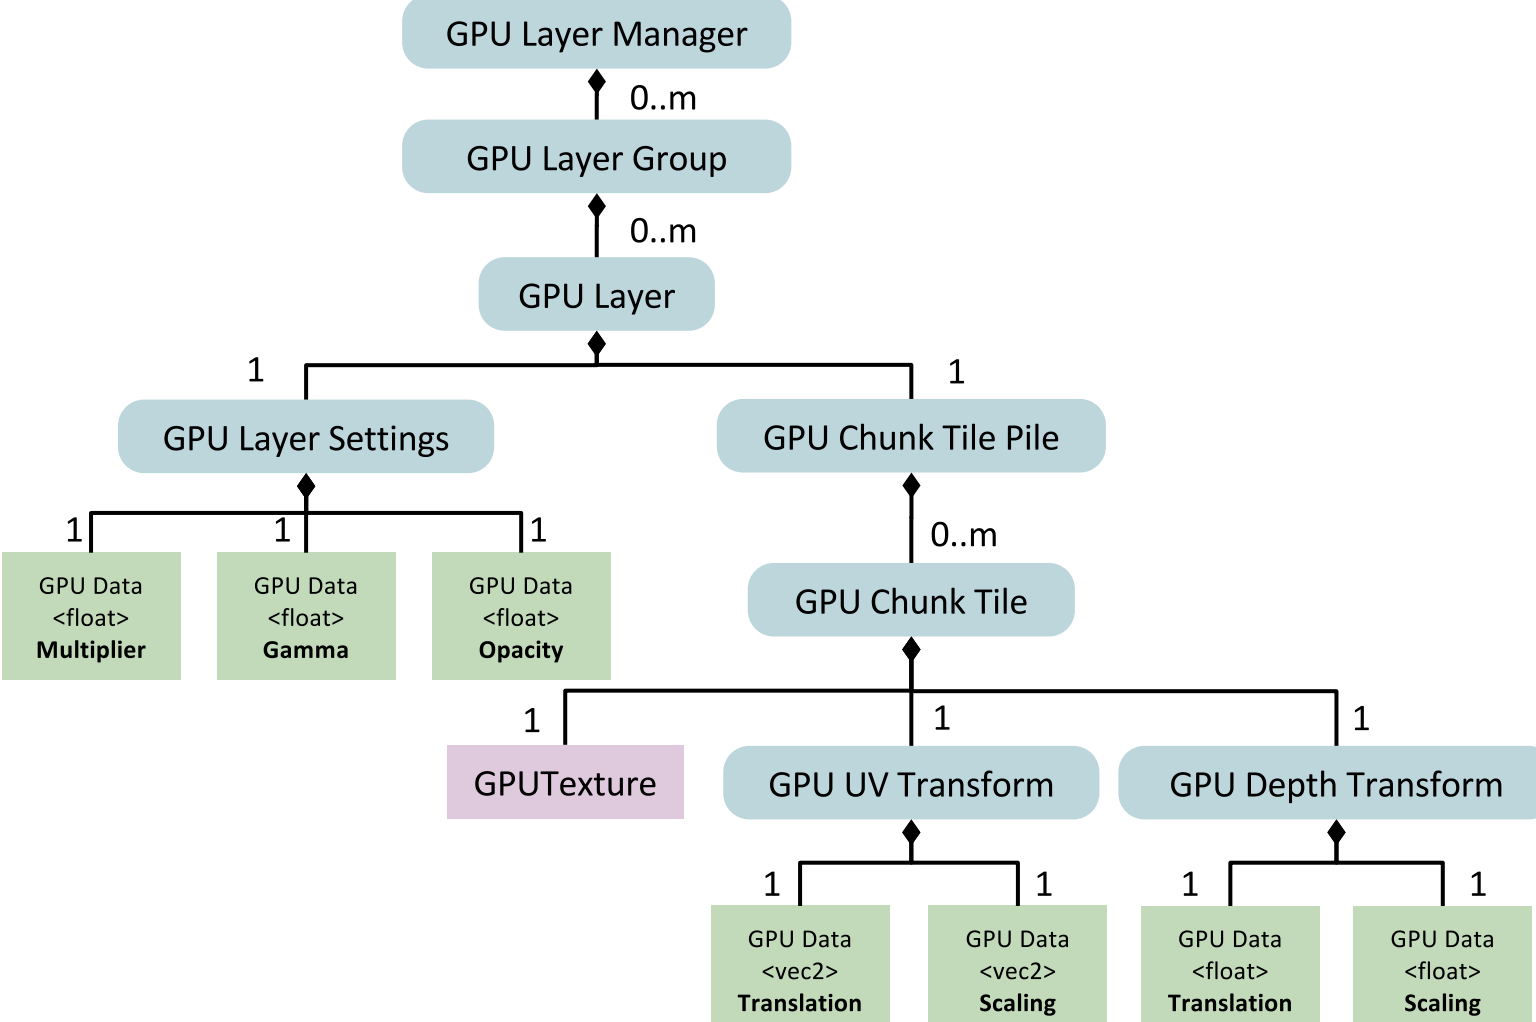 GPU Layer Manager
0..m
GPU Layer Group
0..m
GPU Layer
1
1
GPU Layer Settings
GPU Chunk Tile Pile
1
1
1
0..m
GPU Data
<float>
Multiplier
GPU Data
<float>
Gamma
GPU Data
<float>
Opacity
GPU Chunk Tile
1
1
1
GPUTexture
GPU UV Transform
GPU Depth Transform
1
1
1
1
GPU Data
<vec2>
Translation
GPU Data
<vec2>
Scaling
GPU Data
<float>
Translation
GPU Data
<float>
Scaling